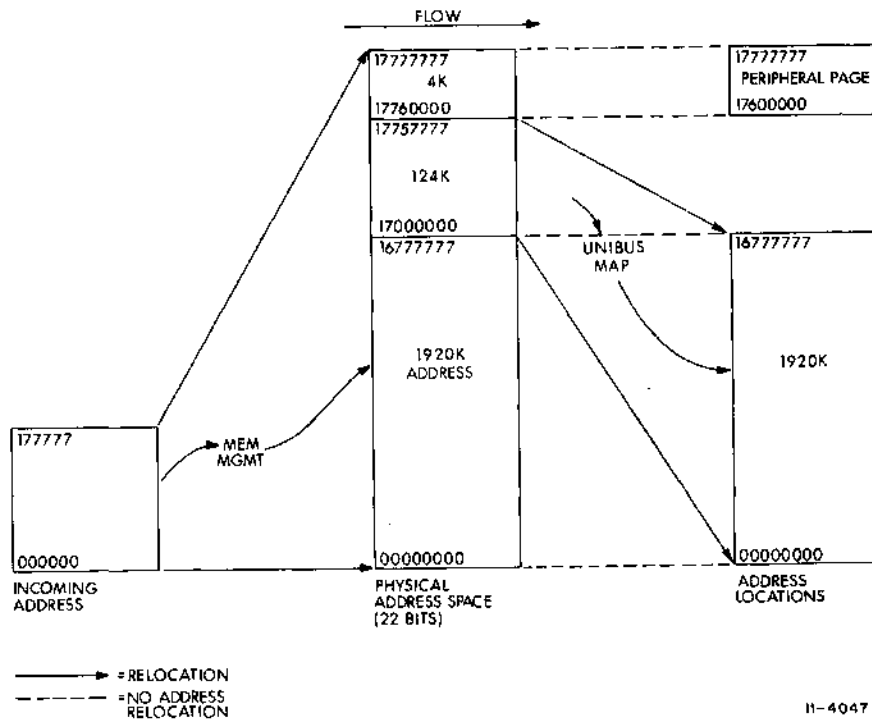 FLOW
17777777
4K
17760000
17757777
124K
17000000
16777777
1920K
ADDRESS
00000000
PHYSICAL
ADDRESS SPACE
(22 BITS)
177777
000000
INCOMING
ADDRESS
MEM
MGMT
UNIBUS
MAP
17777777
PERIPHERAL PAGE
17600000
16777777
1920K
00000000
ADDRESS
LOCATIONS
=RELOCATION
=NO ADDRESS
RELOCATION
11-4047